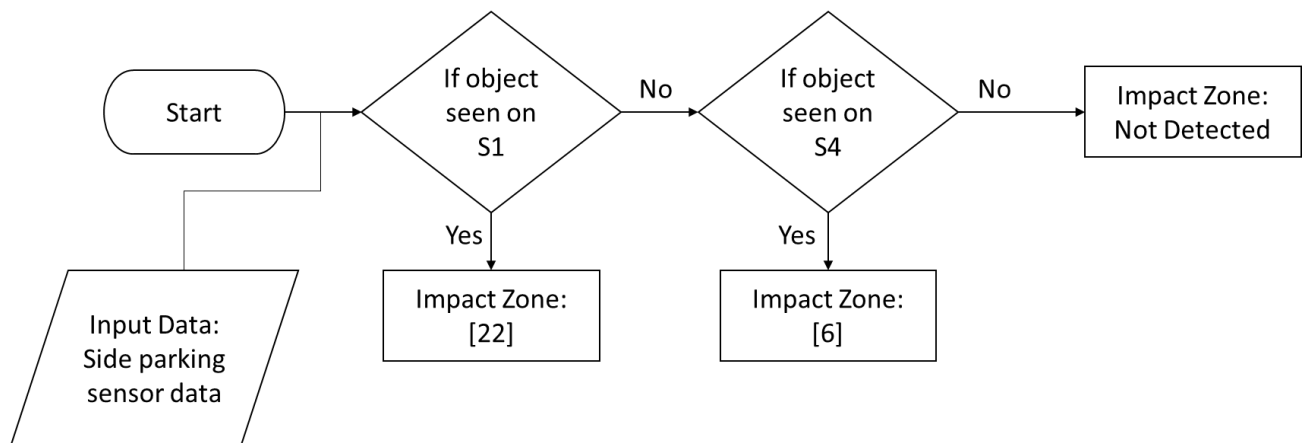 Start
If object
seen on
S1
No
If object
seen on
S4
No
Impact Zone:
Not Detected
Yes
Yes
Impact Zone:
[22]
Impact Zone:
[6]
Input Data:
Side parking
sensor data